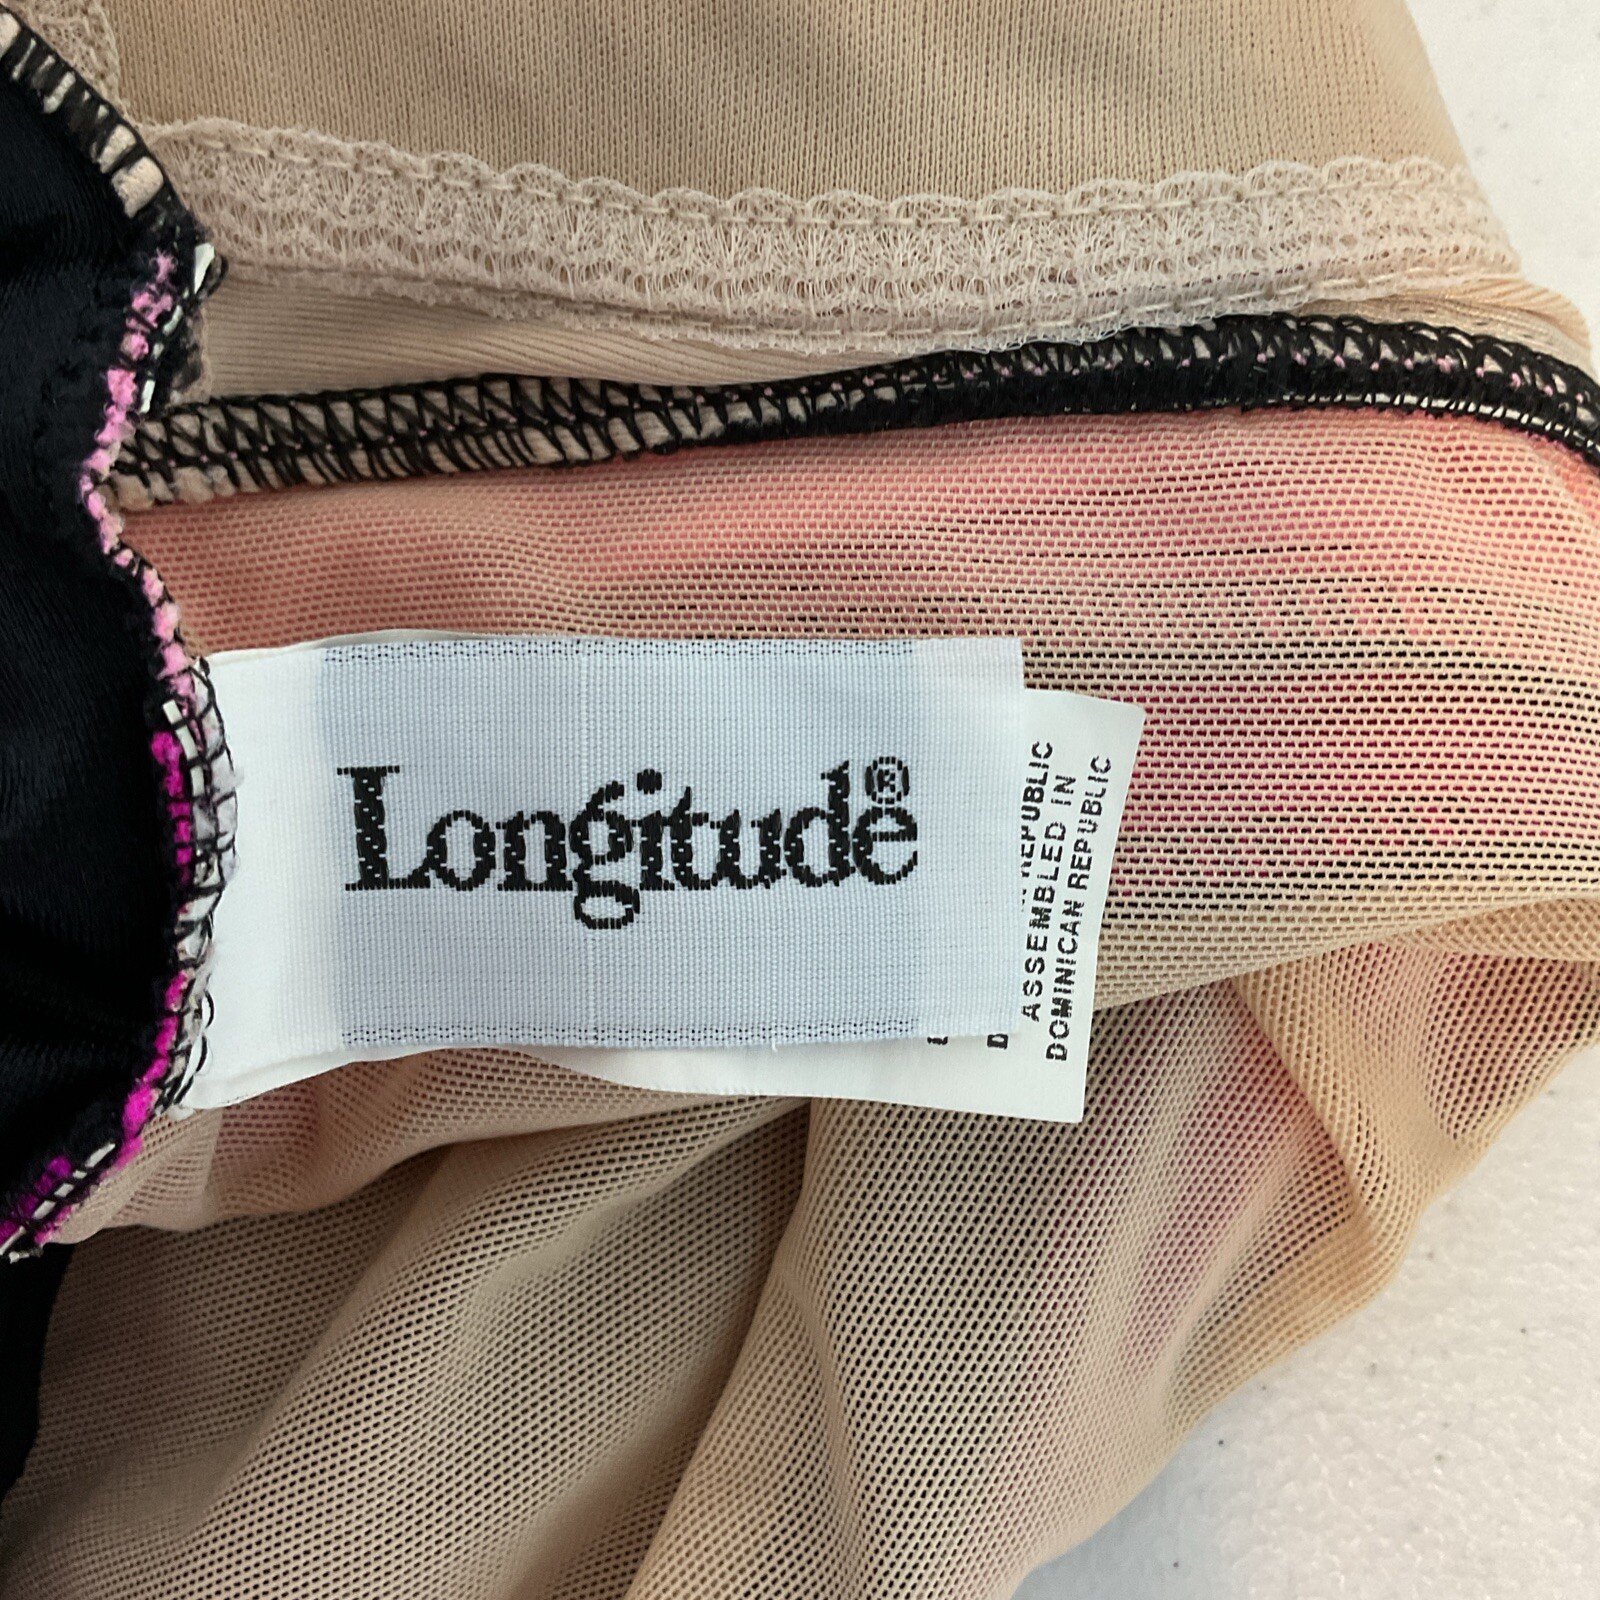 Longitude®
ASSEMBLED IN
DOMINICAN REPUBLIC